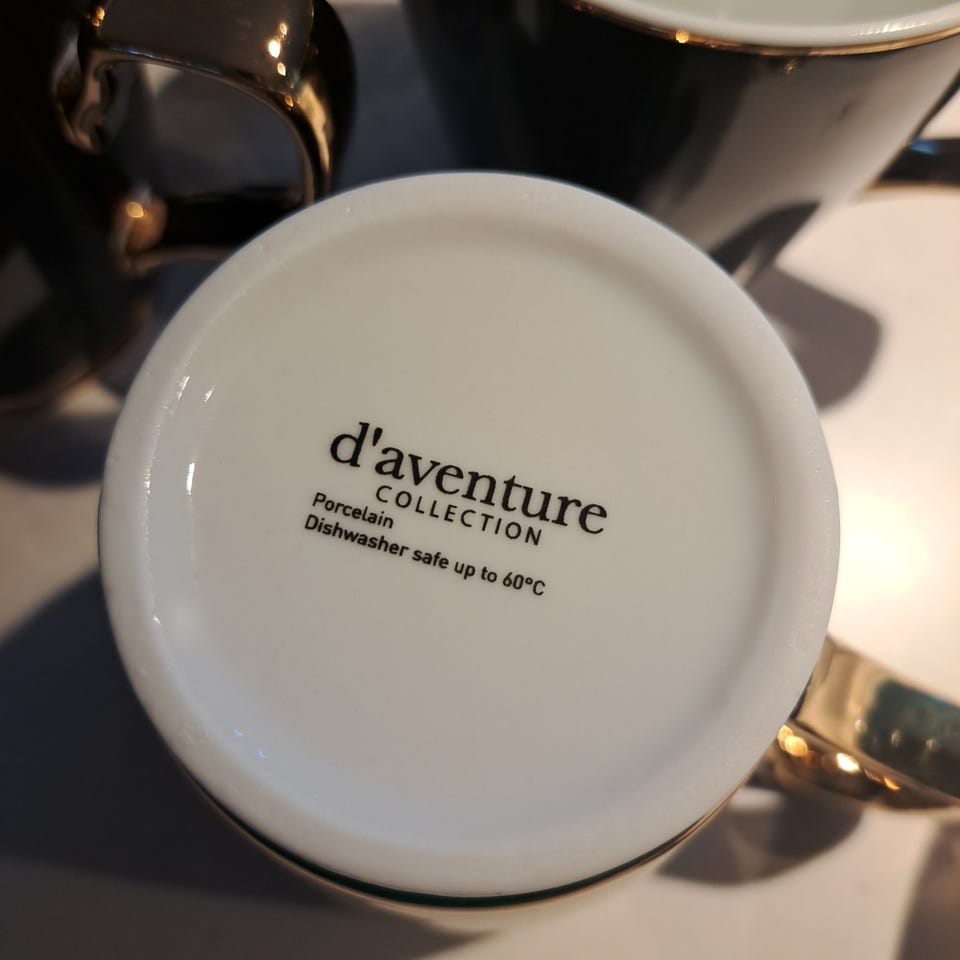 d'aventure
COLLECTION
Porcelain
Dishwasher safe up to 60°C